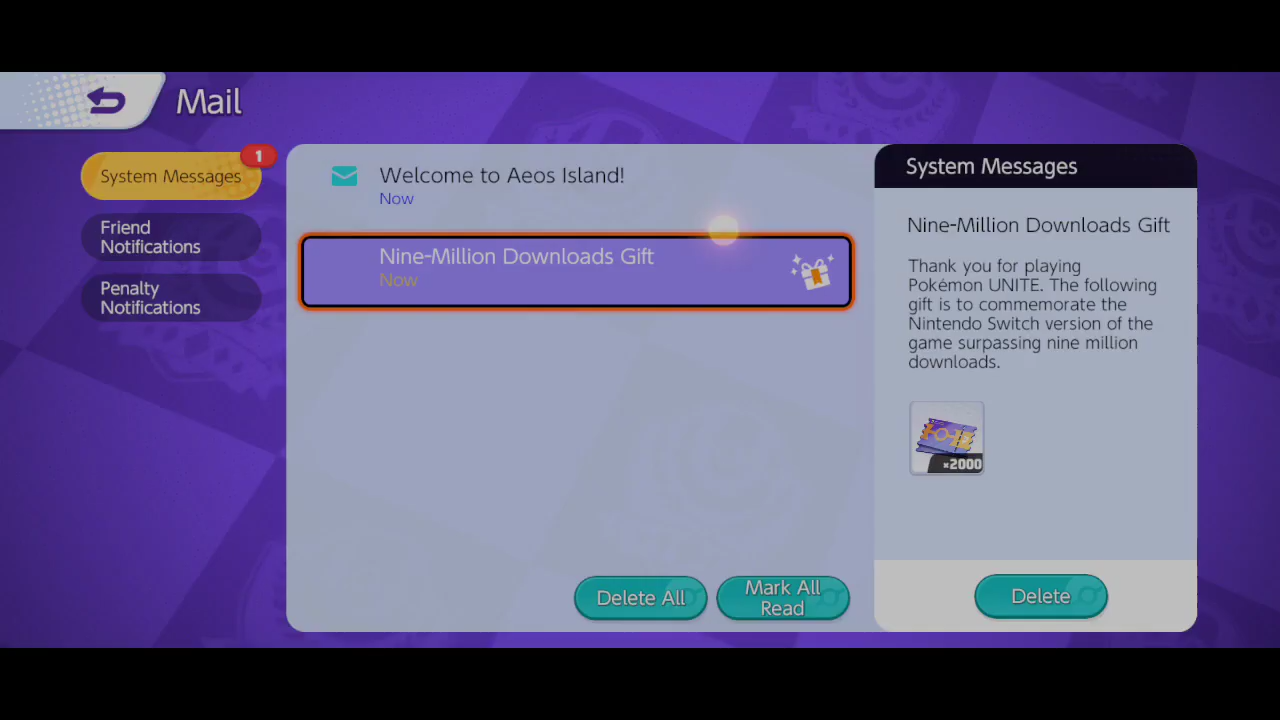 Mail
System Messages
1
Friend
Notifications
Penalty
Notifications
Welcome to Aeos Island!
Now
Nine-Million Downloads Gift
Now
Delete All
Mark All
Read
System Messages
Nine-Million Downloads Gift
Thank you for playing
Pokémon UNITE. The following
gift is to commemorate the
Nintendo Switch version of the
game surpassing nine million
downloads.
×2000
Delete